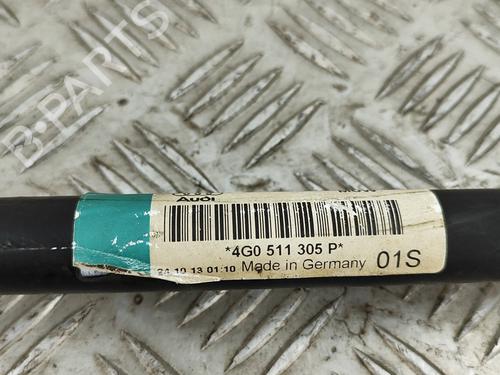 B-PARTS
Audi
*4G0 511 305 P*
24 10 13 01:10 Made in Germany 01S